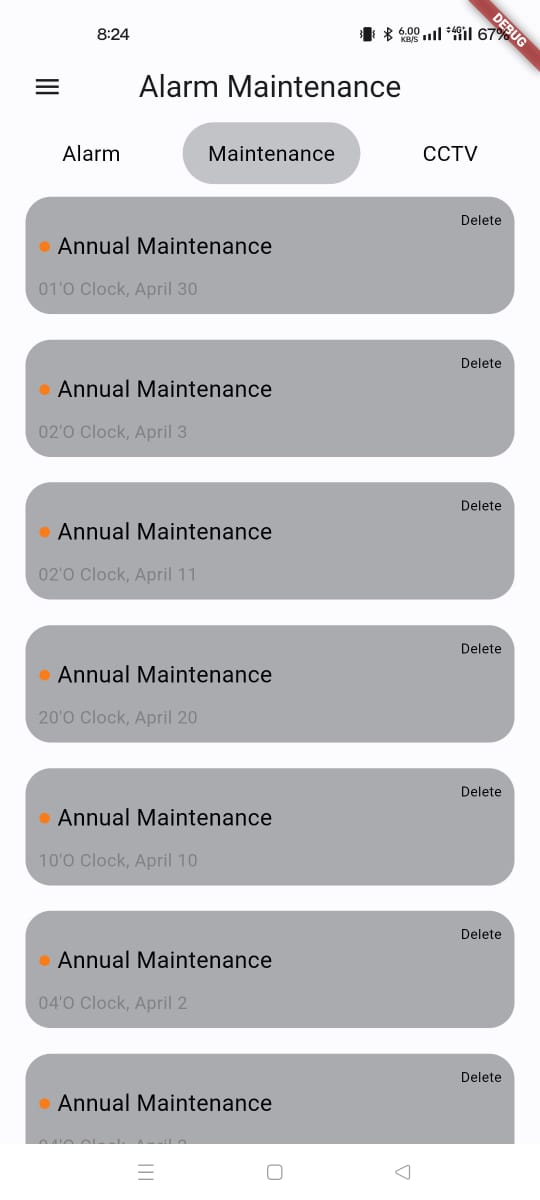 8:24
6.00 KB/S 4G+ 67%
DEBUG
Alarm Maintenance
Alarm Maintenance CCTV
Delete
Annual Maintenance
01'O Clock, April 30
Delete
Annual Maintenance
02'O Clock, April 3
Delete
Annual Maintenance
02'O Clock, April 11
Delete
Annual Maintenance
20'O Clock, April 20
Delete
Annual Maintenance
10'O Clock, April 10
Delete
Annual Maintenance
04'O Clock, April 2
Delete
Annual Maintenance
04'O Clock, April